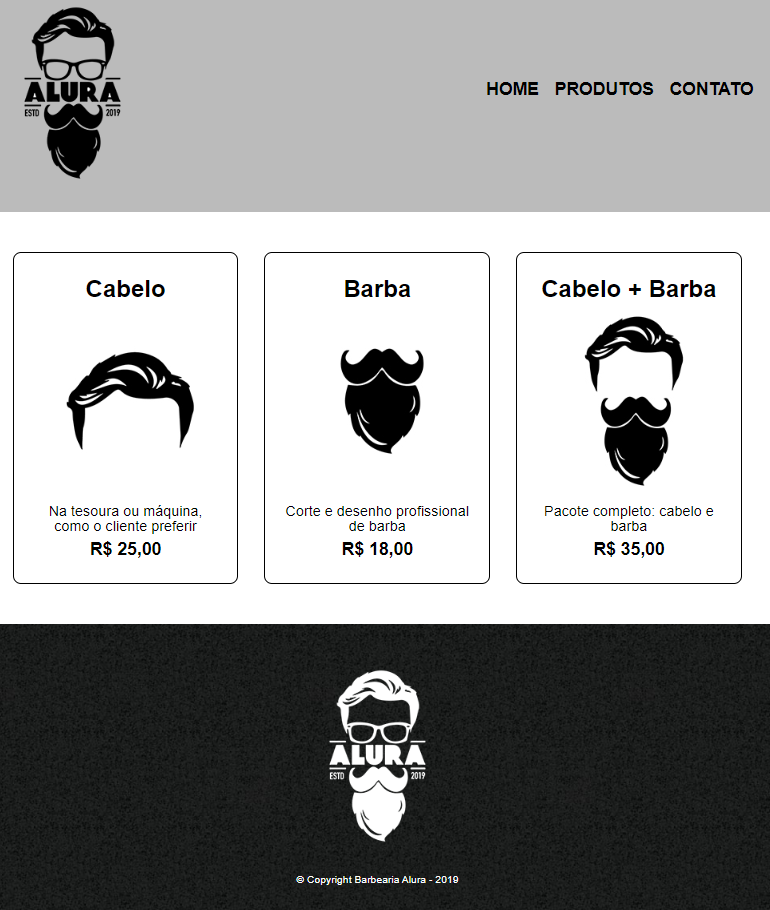 ALURA
ESTD 2019
HOME PRODUTOS CONTATO
Cabelo
Na tesoura ou máquina,
como o cliente preferir
R$ 25,00
Barba
Corte e desenho profissional
de barba
R$ 18,00
Cabelo + Barba
Pacote completo: cabelo e
barba
R$ 35,00
ALURA
ESTD 2019
© Copyright Barbearia Alura - 2019